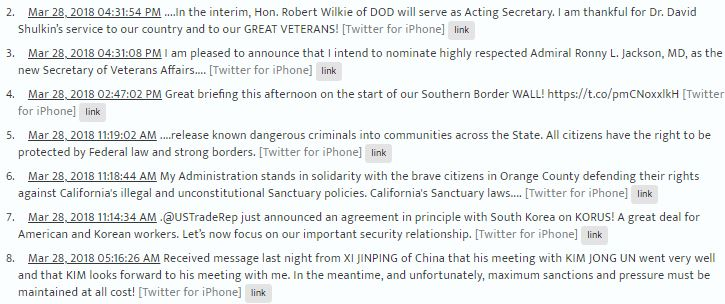 2. Mar 28, 2018 04:31:54 PM ....In the interim, Hon. Robert Wilkie of DOD will serve as Acting Secretary. I am thankful for Dr. David
Shulkin’s service to our country and to our GREAT VETERANS! [Twitter for iPhone] link
3. Mar 28, 2018 04:31:08 PM I am pleased to announce that I intend to nominate highly respected Admiral Ronny L. Jackson, MD, as the
new Secretary of Veterans Affairs.... [Twitter for iPhone] link
4. Mar 28, 2018 02:47:02 PM Great briefing this afternoon on the start of our Southern Border WALL! https://t.co/pmCNoxxlkH [Twitter
for iPhone] link
5. Mar 28, 2018 11:19:02 AM ....release known dangerous criminals into communities across the State. All citizens have the right to be
protected by Federal law and strong borders. [Twitter for iPhone] link
6. Mar 28, 2018 11:18:44 AM My Administration stands in solidarity with the brave citizens in Orange County defending their rights
against California's illegal and unconstitutional Sanctuary policies. California's Sanctuary laws.... [Twitter for iPhone] link
7. Mar 28, 2018 11:14:34 AM .@USTradeRep just announced an agreement in principle with South Korea on KORUS! A great deal for
American and Korean workers. Let’s now focus on our important security relationship. [Twitter for iPhone] link
8. Mar 28, 2018 05:16:26 AM Received message last night from XI JINPING of China that his meeting with KIM JONG UN went very well
and that KIM looks forward to his meeting with me. In the meantime, and unfortunately, maximum sanctions and pressure must be
maintained at all cost! [Twitter for iPhone] link